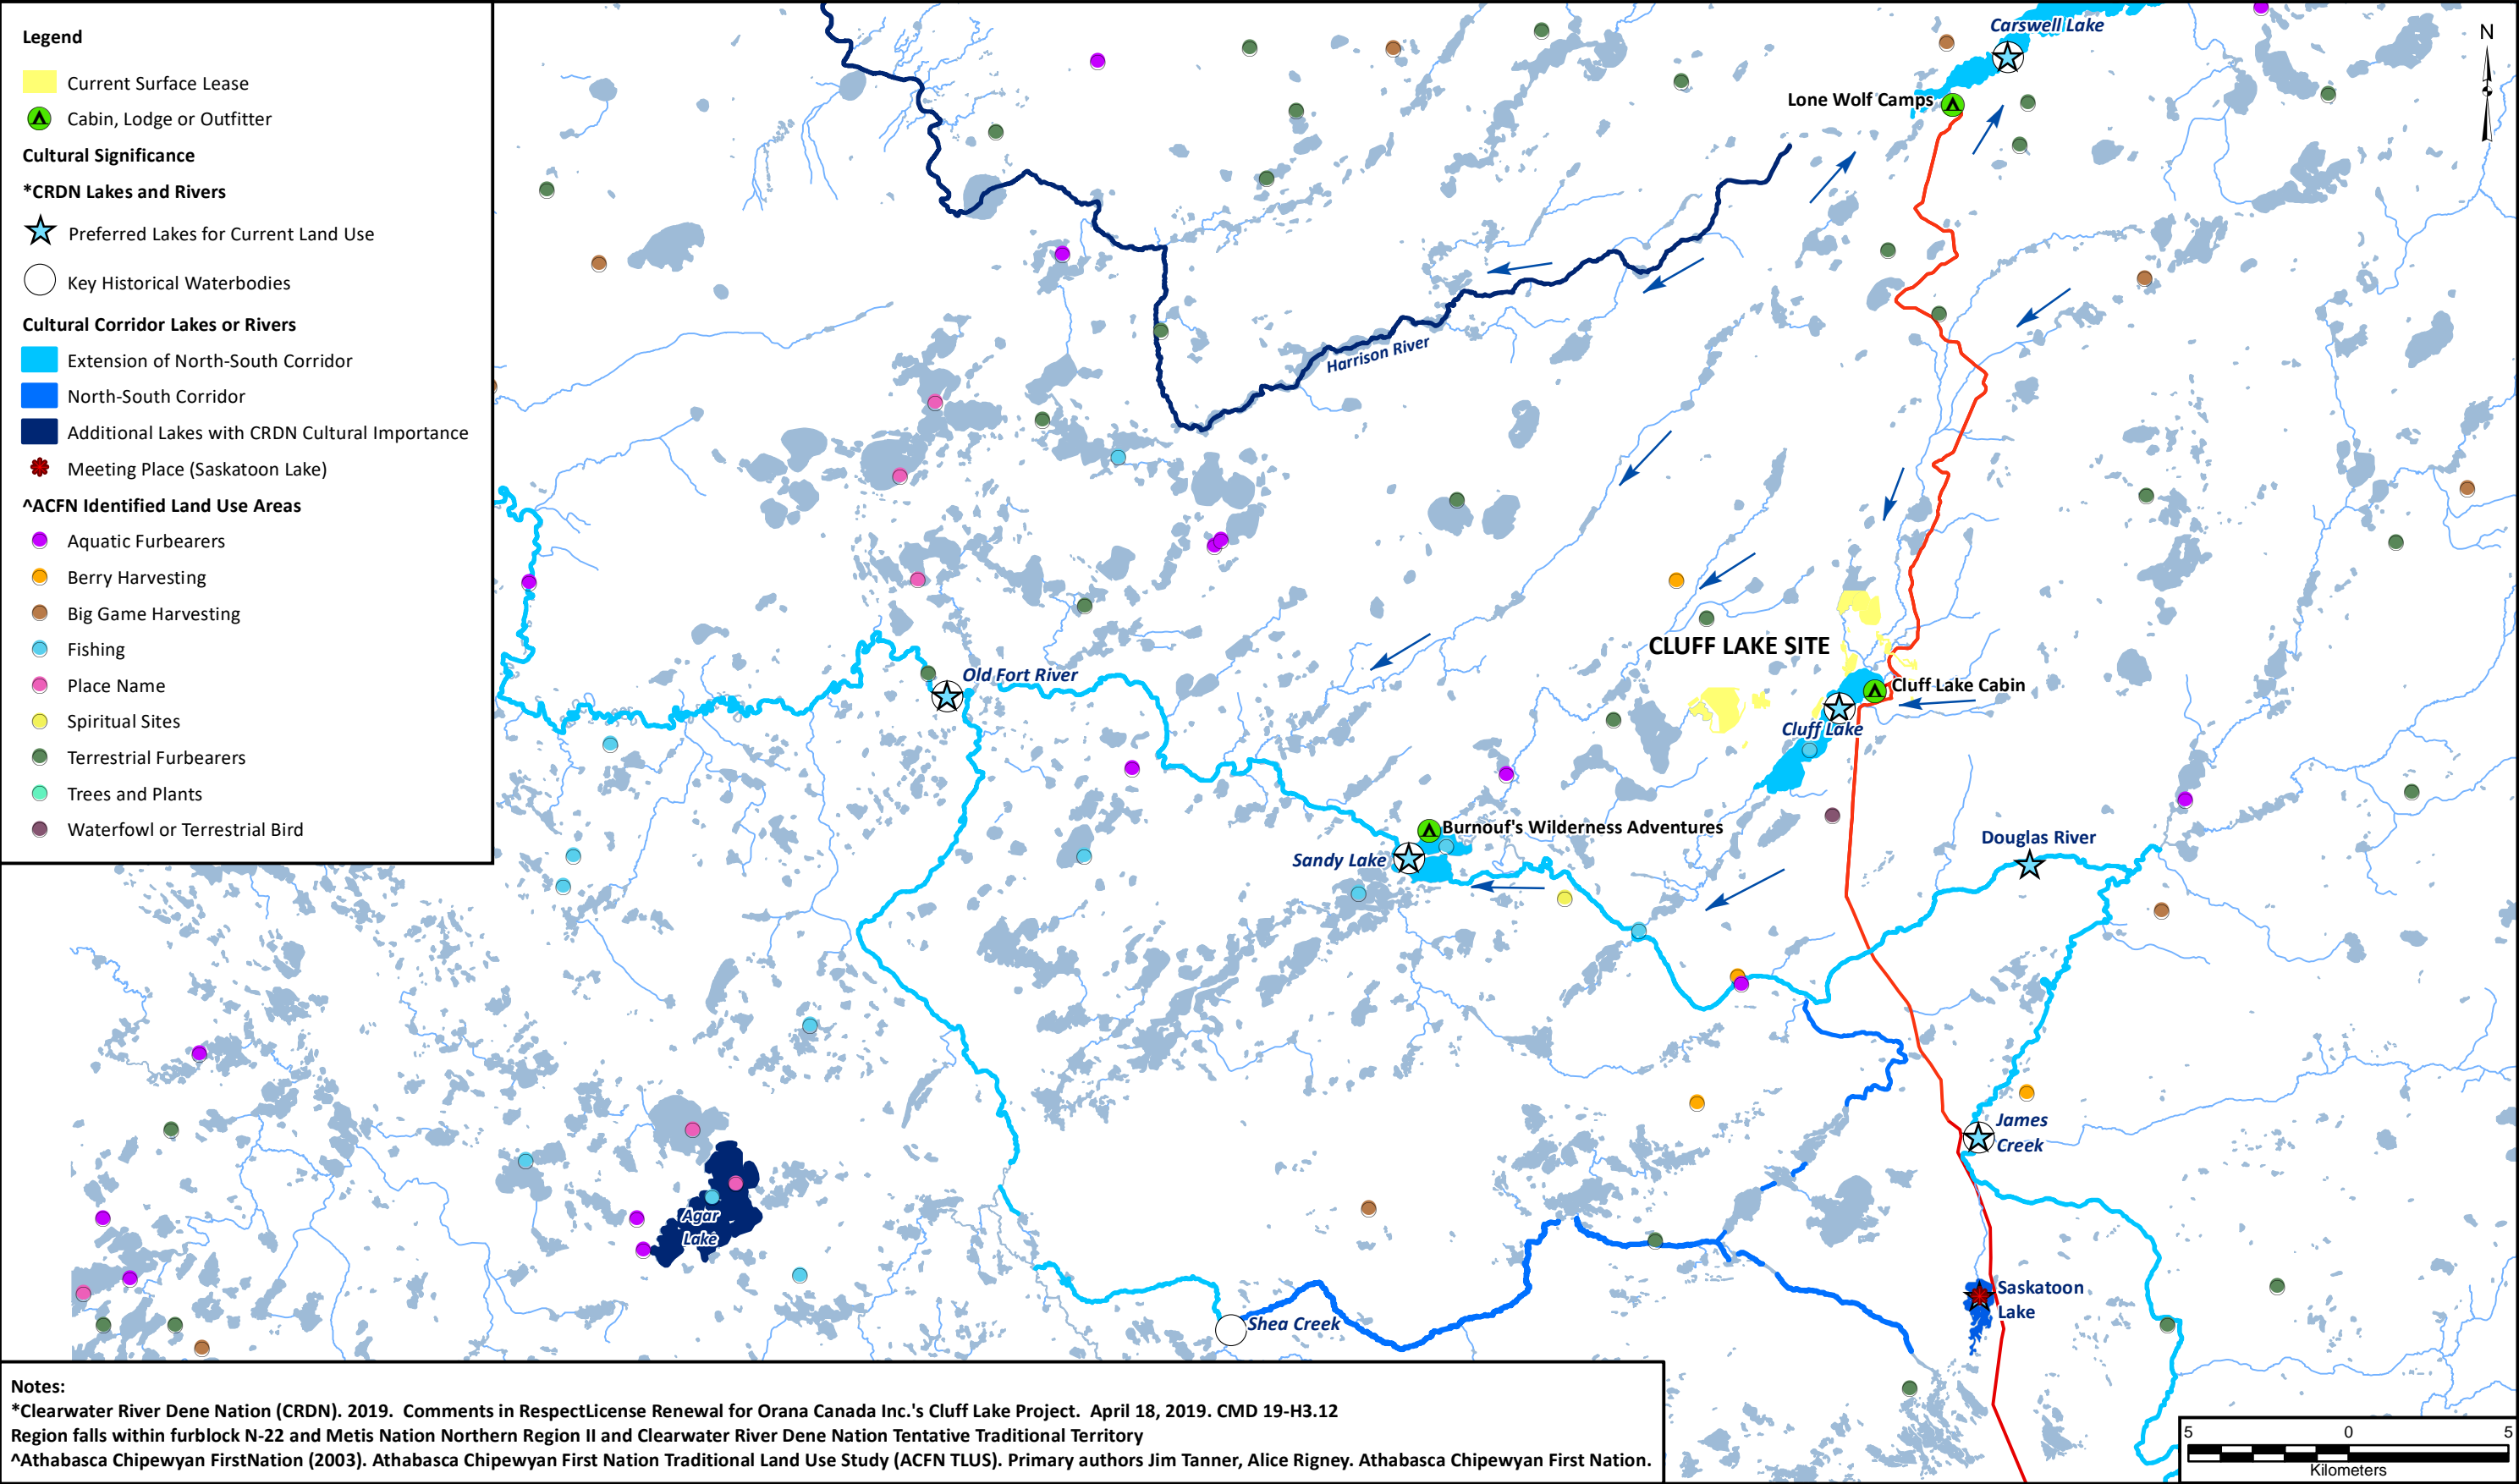 Legend
Current Surface Lease
Cabin, Lodge or Outfitter
Cultural Significance
*CRDN Lakes and Rivers
Preferred Lakes for Current Land Use
Key Historical Waterbodies
Cultural Corridor Lakes or Rivers
Extension of North-South Corridor
North-South Corridor
Additional Lakes with CRDN Cultural Importance
Meeting Place (Saskatoon Lake)
^ACFN Identified Land Use Areas
Aquatic Furbearers
Berry Harvesting
Big Game Harvesting
Fishing
Place Name
Spiritual Sites
Terrestrial Furbearers
Trees and Plants
Waterfowl or Terrestrial Bird
Carswell Lake
N
Lone Wolf Camps
Harrison River
CLUFF LAKE SITE
Old Fort River
Cluff Lake Cabin
Cluff Lake
Burnouf's Wilderness Adventures
Sandy Lake
Douglas River
James
Creek
Agar
Lake
Saskatoon
Lake
Shea Creek
Notes:
*Clearwater River Dene Nation (CRDN). 2019.  Comments in RespectLicense Renewal for Orana Canada Inc.'s Cluff Lake Project.  April 18, 2019. CMD 19-H3.12
Region falls within furblock N-22 and Metis Nation Northern Region II and Clearwater River Dene Nation Tentative Traditional Territory
^Athabasca Chipewyan FirstNation (2003). Athabasca Chipewyan First Nation Traditional Land Use Study (ACFN TLUS). Primary authors Jim Tanner, Alice Rigney. Athabasca Chipewyan First Nation.
5 0 5
Kilometers